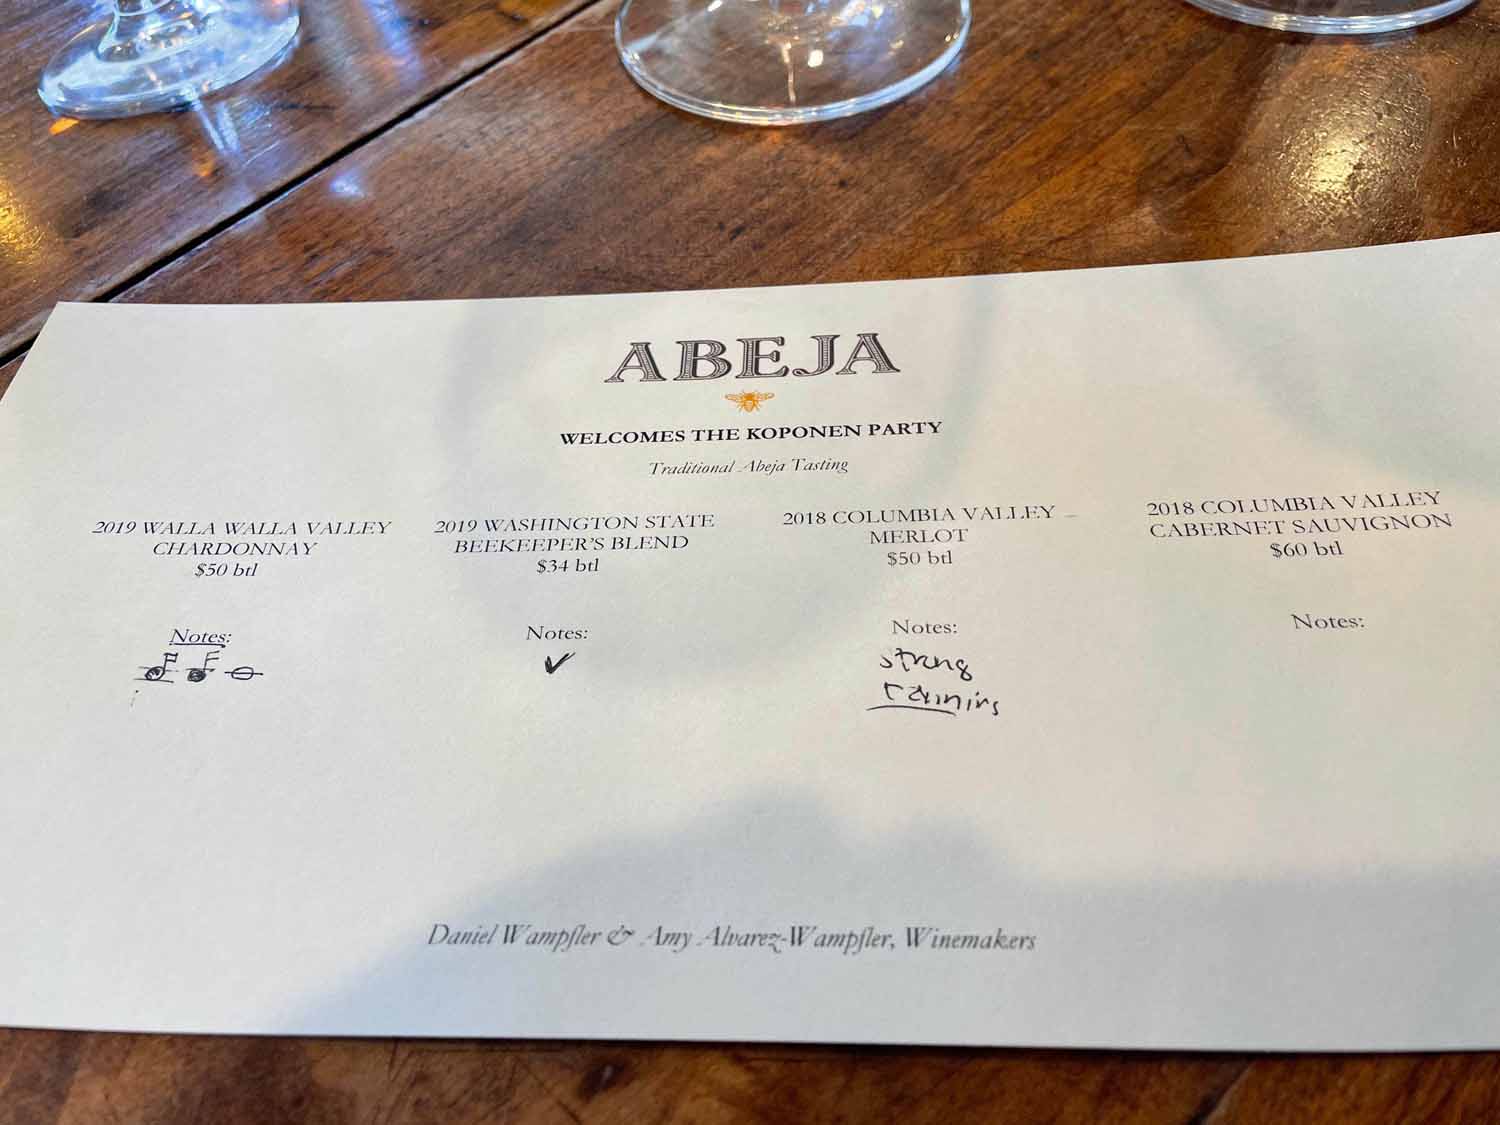 ABEJA
WELCOMES THE KOPONEN PARTY
Traditional Abeja Tasting
2019 WALLA WALLA VALLEY
CHARDONNAY
$50 btl
Notes:
2019 WASHINGTON STATE
BEEKEEPER'S BLEND
$34 btl
Notes:
✓
2018 COLUMBIA VALLEY
MERLOT
$50 btl
Notes:
strong
2018 COLUMBIA VALLEY
CABERNET SAUVIGNON
$60 btl
Notes:
Daniel Wampfler & Amy Alvarez-Wampfler, Winemakers